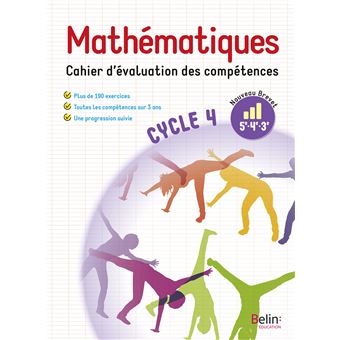 Mathématiques
Cahier d'évaluation des compétences
Plus de 190 exercices
Toutes les compétences sur 3 ans
Une progression suivie
CYCLE 4
Nouveau Brevet
5e 4e 3e
Belin:
ÉDUCATION